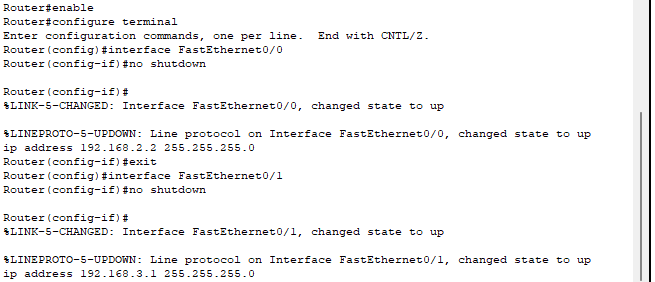 Router#enable
Router#configure terminal
Enter configuration commands, one per line.  End with CNTL/Z.
Router(config)#interface FastEthernet0/0
Router(config-if)#no shutdown

Router(config-if)#
%LINK-5-CHANGED: Interface FastEthernet0/0, changed state to up

%LINEPROTO-5-UPDOWN: Line protocol on Interface FastEthernet0/0, changed state to up
ip address 192.168.2.2 255.255.255.0
Router(config-if)#exit
Router(config)#interface FastEthernet0/1
Router(config-if)#no shutdown

Router(config-if)#
%LINK-5-CHANGED: Interface FastEthernet0/1, changed state to up

%LINEPROTO-5-UPDOWN: Line protocol on Interface FastEthernet0/1, changed state to up
ip address 192.168.3.1 255.255.255.0